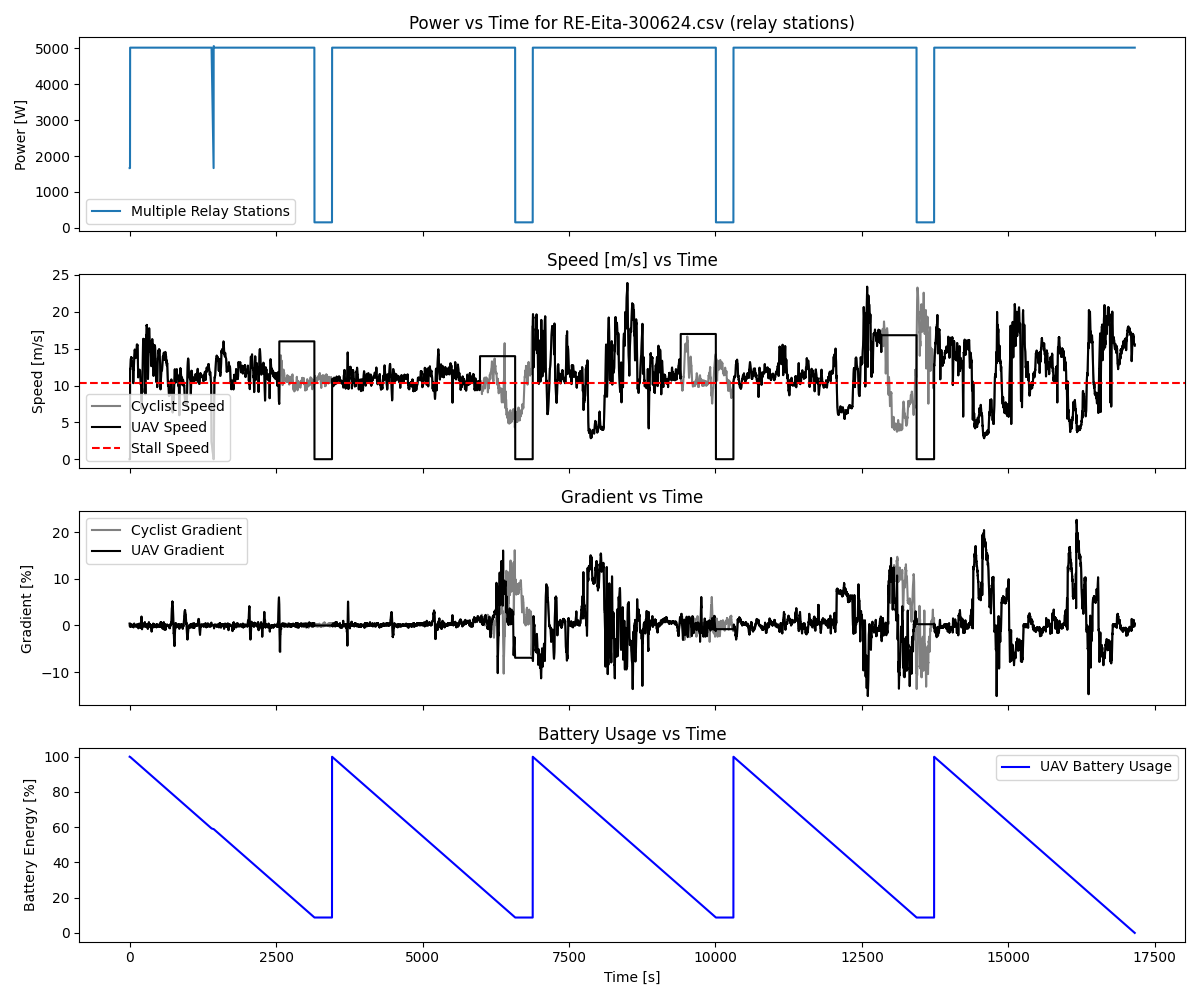 Power vs Time for RE-Eita-300624.csv (relay stations)
5000
4000
3000
2000
1000
0
Power [W]
Multiple Relay Stations
Speed [m/s] vs Time
25
20
15
10
5
0
Speed [m/s]
Cyclist Speed
UAV Speed
Stall Speed
Gradient vs Time
20
10
0
−10
Gradient [%]
Cyclist Gradient
UAV Gradient
Battery Usage vs Time
100
80
60
40
20
0
Battery Energy [%]
UAV Battery Usage
0 2500 5000 7500 10000 12500 15000 17500
Time [s]